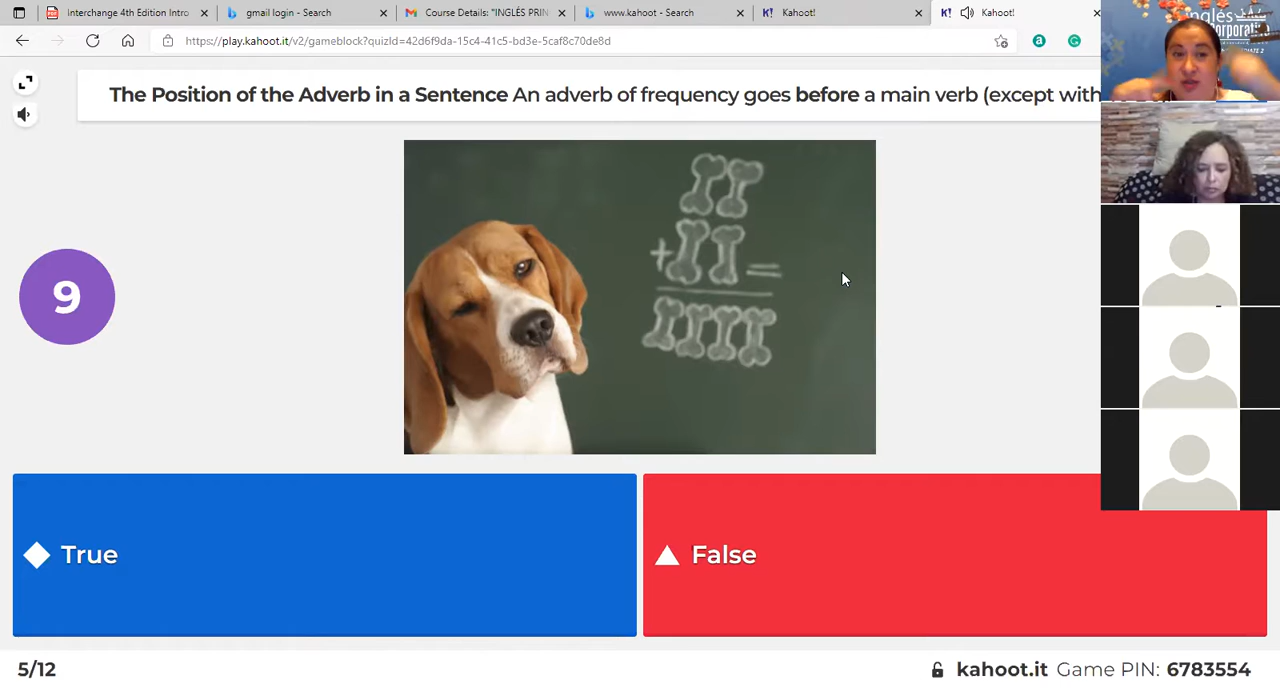 Interchange 4th Edition Intro
gmail login - Search
Course Details "INGLÉS PRIN
www.kahoot - Search
Kahoot!
Kahoot!
https://play.kahoot.it/v2/gameblock?quizId=42d6f9da-15c4-41c5-bd3e-5caf8c70de8d
The Position of the Adverb in a Sentence An adverb of frequency goes before a main verb (except with
9
True
False
5/12
kahoot.it Game PIN: 6783554